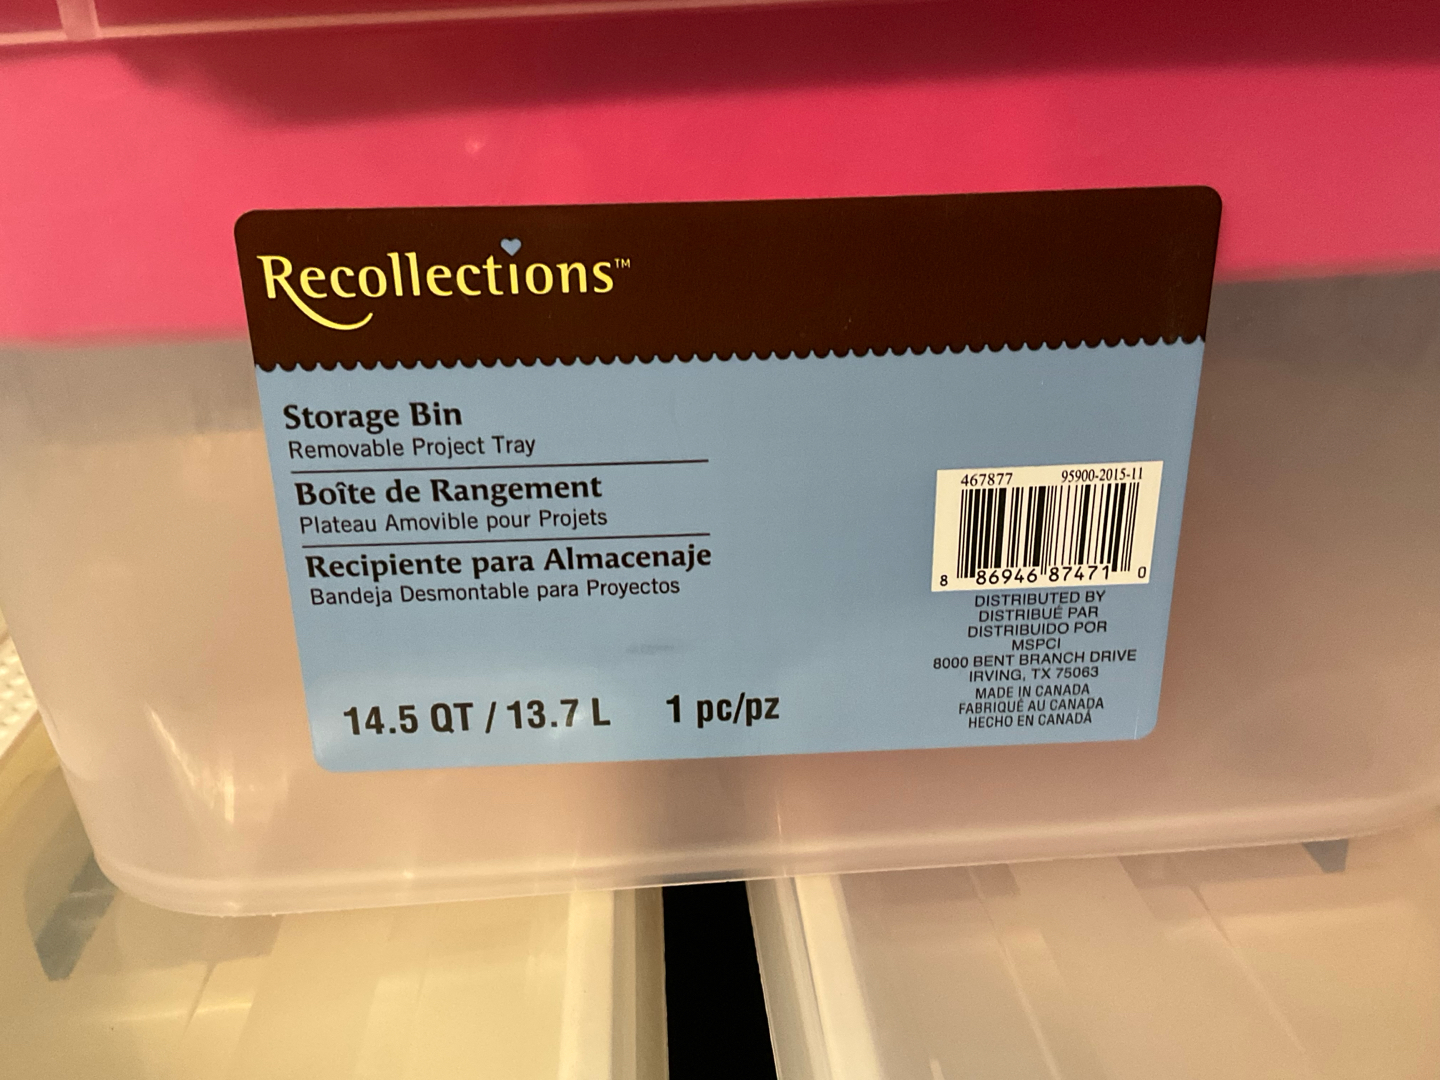 Recollections™
Storage Bin
Removable Project Tray
Boîte de Rangement
Plateau Amovible pour Projets
Recipiente para Almacenaje
Bandeja Desmontable para Proyectos
14.5 QT / 13.7 L 1 pc/pz
467877 95900-2015-11
8 86946 87471 0
DISTRIBUTED BY
DISTRIBUÉ PAR
DISTRIBUIDO POR
MSPCI
8000 BENT BRANCH DRIVE
IRVING, TX 75063
MADE IN CANADA
FABRIQUÉ AU CANADA
HECHO EN CANADÁ